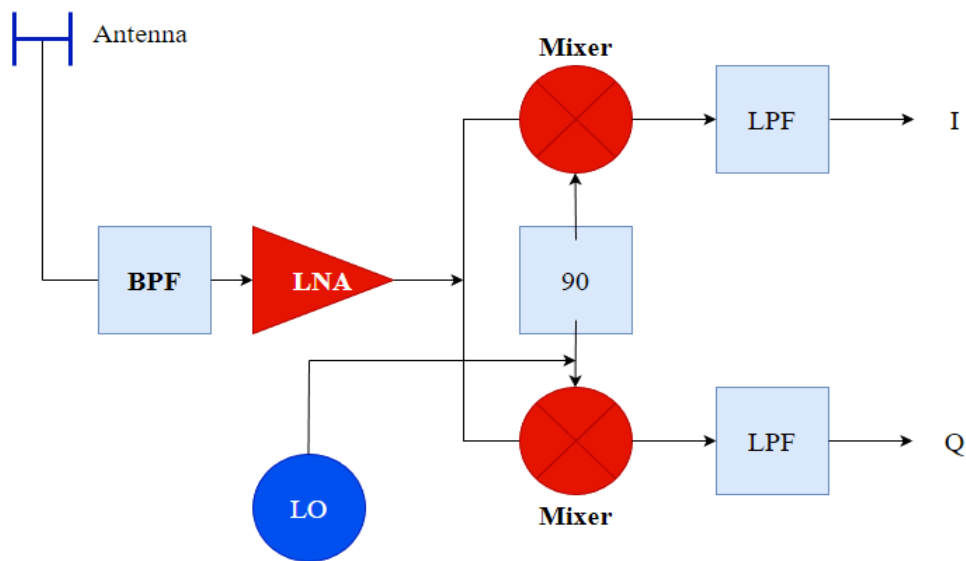 Antenna
Mixer
LPF
I
BPF
LNA
90
LPF
Q
LO
Mixer